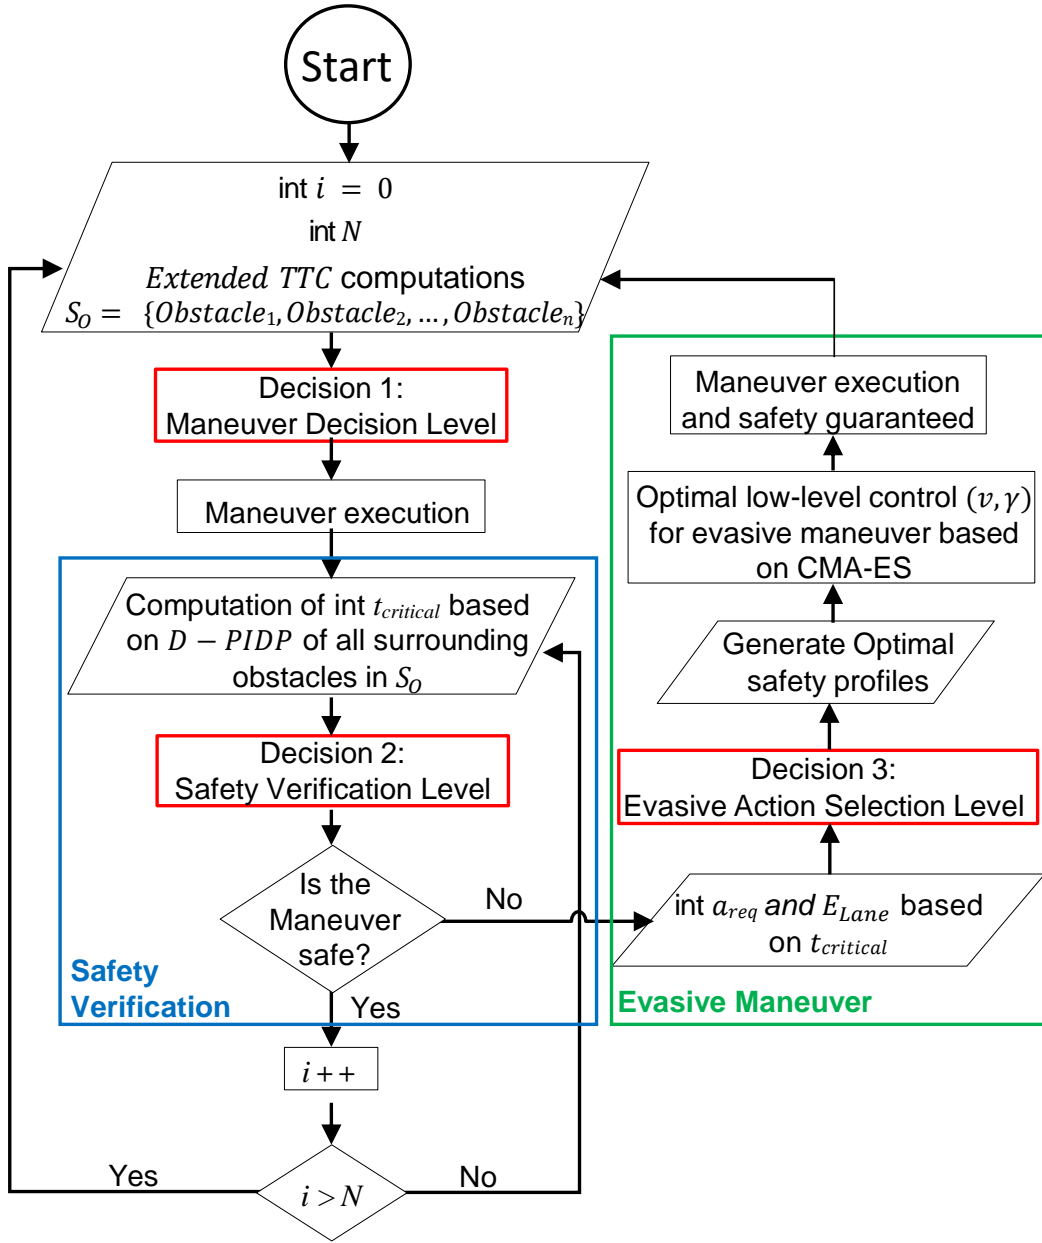 Start
int i = 0
int N
Extended TTC computations
S_O = {Obstacle₁, Obstacle₂, …, Obstacleₙ}
Decision 1:
Maneuver Decision Level
Maneuver execution
Computation of int t_critical based
on D − PIDP of all surrounding
obstacles in S_O
Decision 2:
Safety Verification Level
Is the
Maneuver
safe?
No
Yes
Safety
Verification
i++
i > N
Yes
No
Maneuver execution
and safety guaranteed
Optimal low-level control (v, γ)
for evasive maneuver based
on CMA-ES
Generate Optimal
safety profiles
Decision 3:
Evasive Action Selection Level
int a_req and E_Lane based
on t_critical
Evasive Maneuver